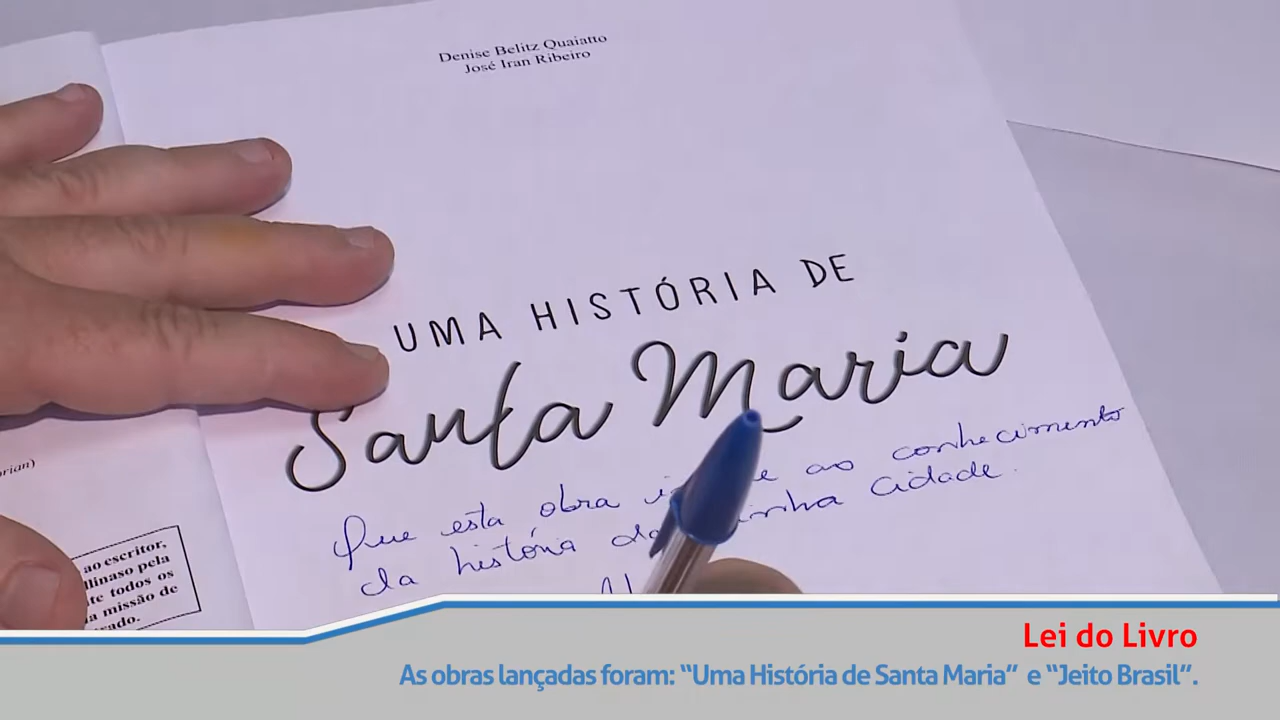 Denise Belitz Quaiatto
José Iran Ribeiro
UMA HISTÓRIA DE
Santa Maria
Que esta obra ao conhecimento
da história cidade.
ao escritor,
todos os
missão de
Lei do Livro
As obras lançadas foram: “Uma História de Santa Maria” e “Jeito Brasil”.